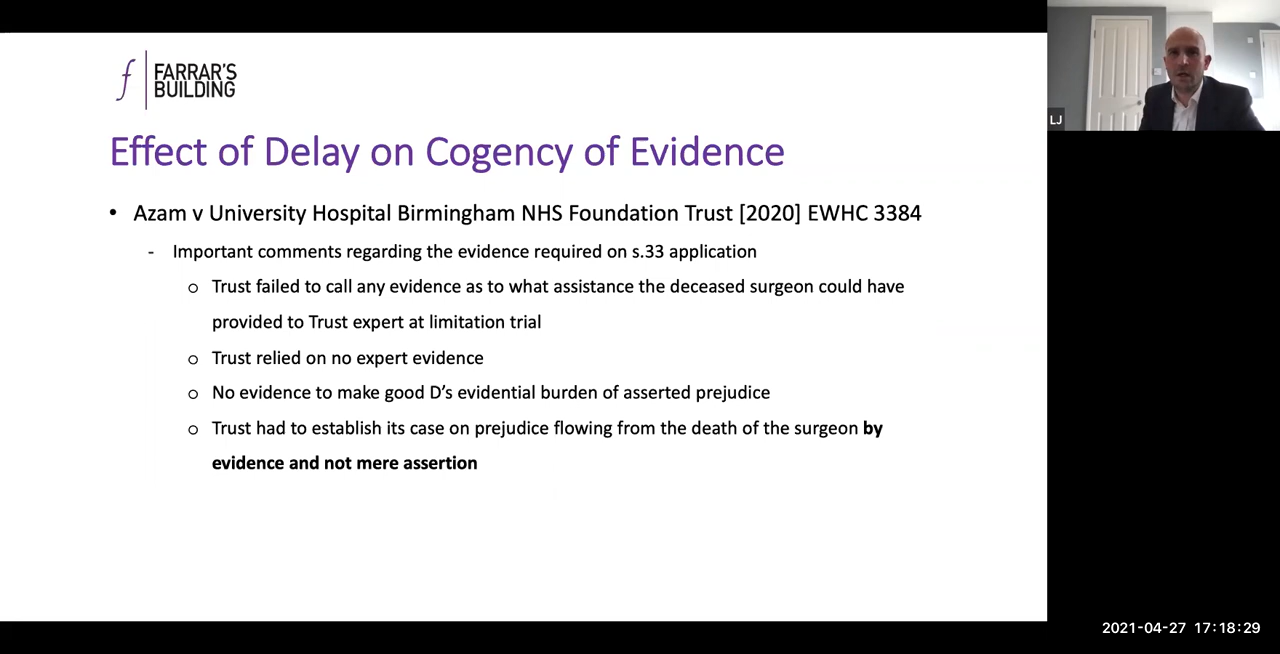 f
FARRAR'S
BUILDING
Effect of Delay on Cogency of Evidence
• Azam v University Hospital Birmingham NHS Foundation Trust [2020] EWHC 3384
- Important comments regarding the evidence required on s.33 application
o Trust failed to call any evidence as to what assistance the deceased surgeon could have
provided to Trust expert at limitation trial
o Trust relied on no expert evidence
o No evidence to make good D's evidential burden of asserted prejudice
o Trust had to establish its case on prejudice flowing from the death of the surgeon by
evidence and not mere assertion
LJ
2021-04-27 17:18:29